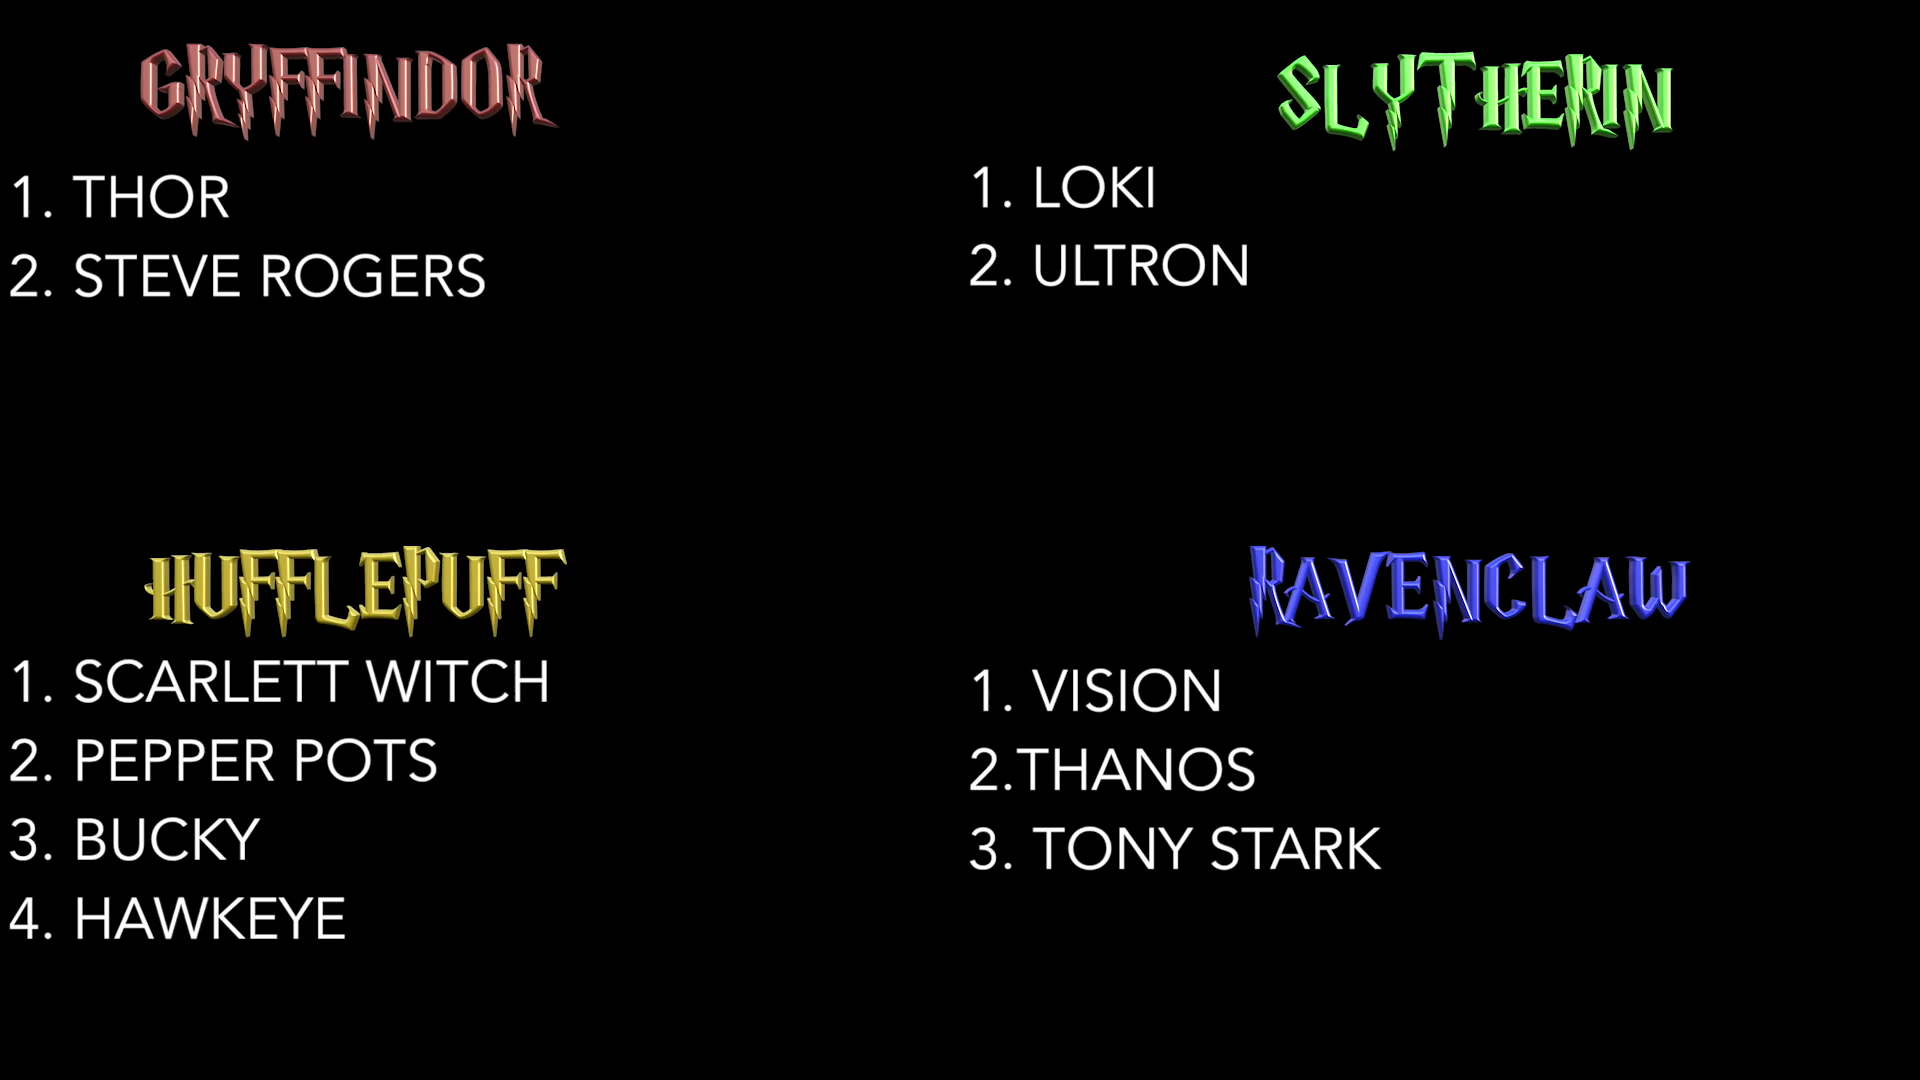 GRYFFINDOR
1. THOR
2. STEVE ROGERS
SLYTHERIN
1. LOKI
2. ULTRON
HUFFLEPUFF
1. SCARLETT WITCH
2. PEPPER POTS
3. BUCKY
4. HAWKEYE
RAVENCLAW
1. VISION
2.THANOS
3. TONY STARK